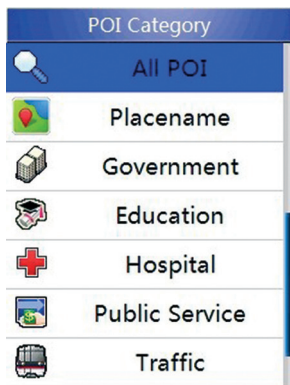 POI Category
All POI
Placename
Government
Education
Hospital
Public Service
Traffic